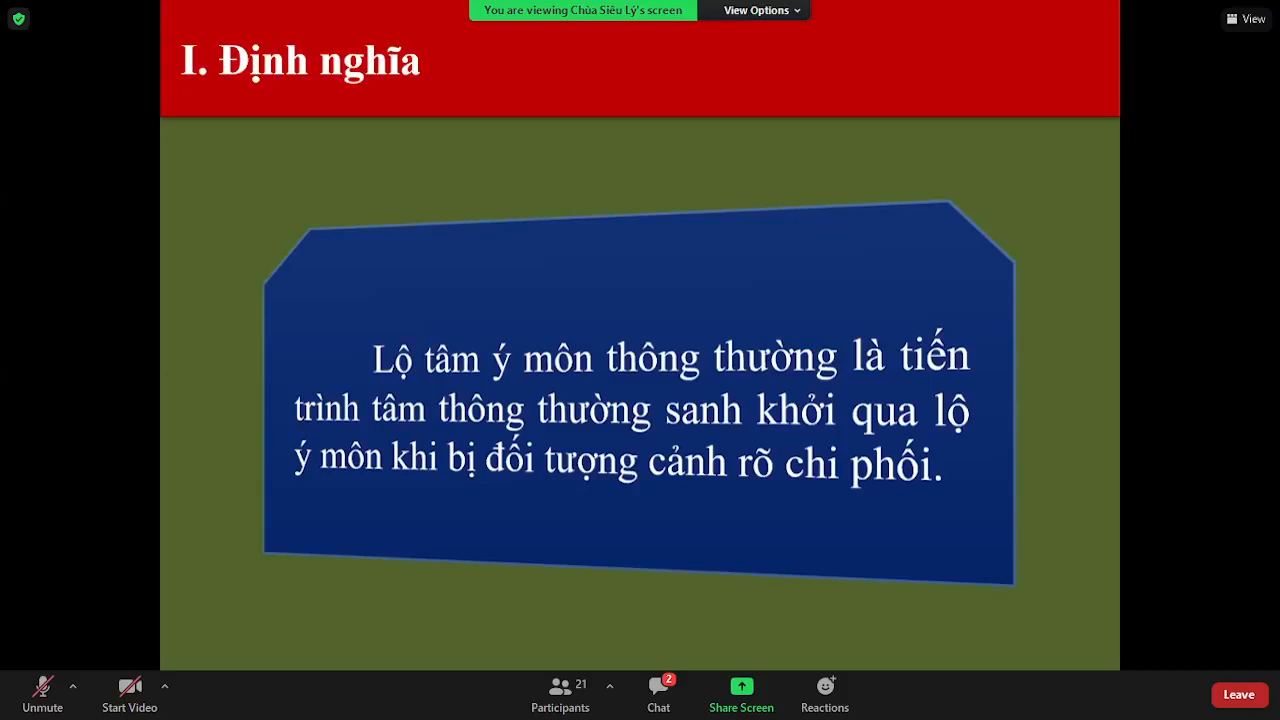 You are viewing Chùa Siêu Lý's screen
View Options
View
I. Định nghĩa
Lộ tâm ý môn thông thường là tiến
trình tâm thông thường sanh khởi qua lộ
ý môn khi bị đối tượng cảnh rõ chi phối.
Unmute
Start Video
21
Participants
2
Chat
Share Screen
Reactions
Leave